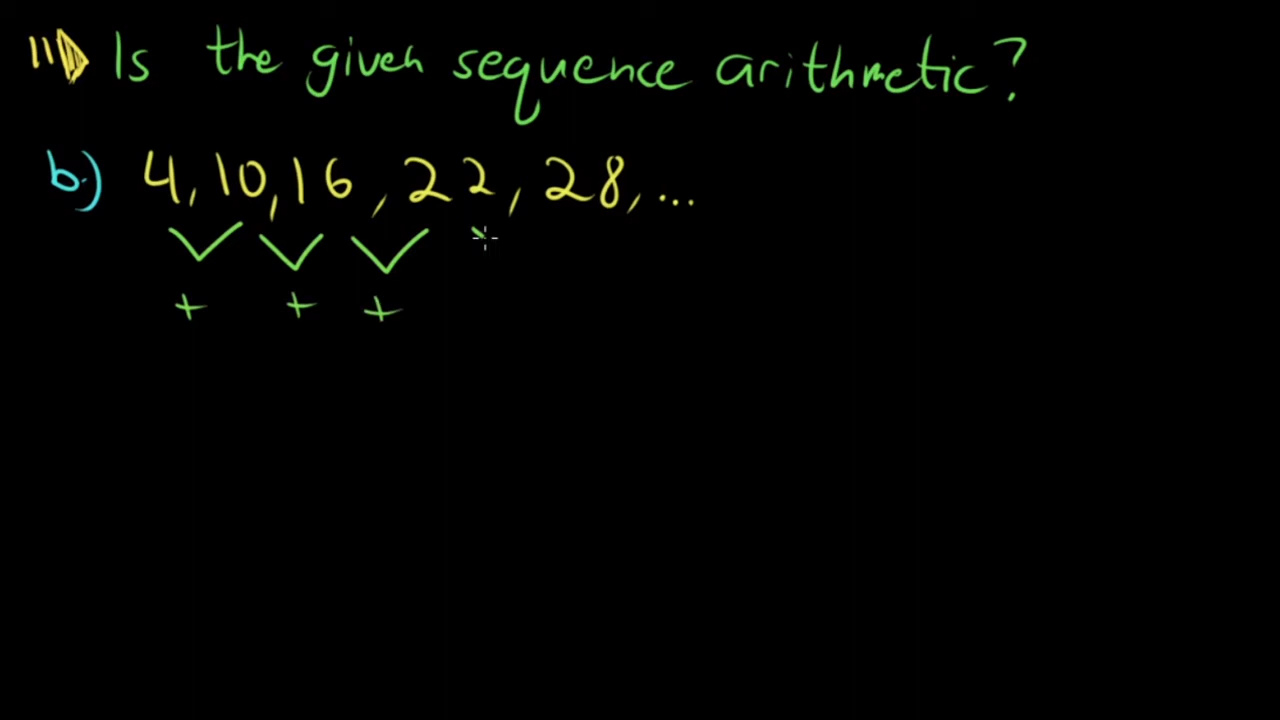 11) Is the given sequence arithmetic?
b.) 4, 10, 16, 22, 28, ...
+ + +